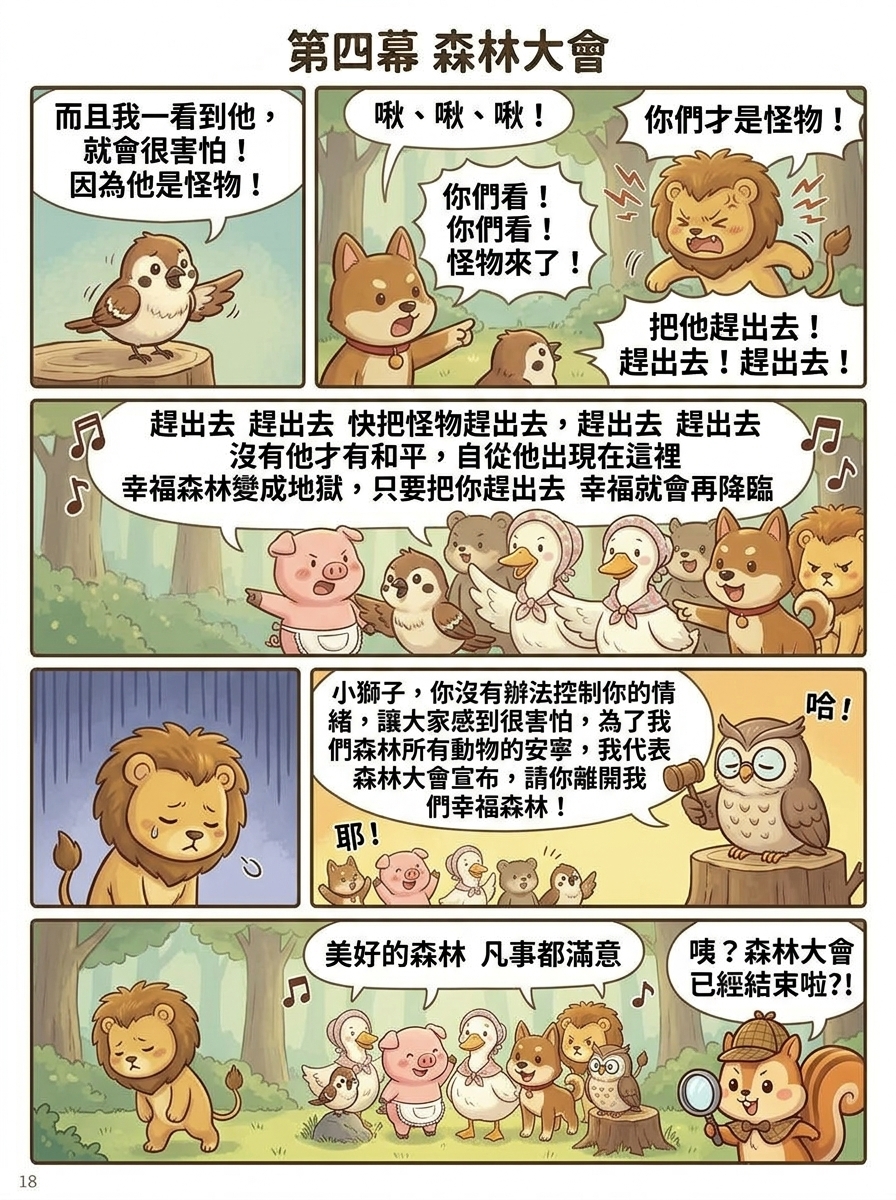 第四幕 森林大會
而且我一看到他，
就會很害怕！
因為他是怪物！
啾、啾、啾！
你們看！
你們看！
怪物來了！
你們才是怪物！
把他趕出去！
趕出去！趕出去！
趕出去 趕出去 快把怪物趕出去，趕出去 趕出去
沒有他才有和平，自從他出現在這裡
幸福森林變成地獄，只要把你趕出去 幸福就會再降臨
小獅子，你沒有辦法控制你的情
緒，讓大家感到很害怕，為了我
們森林所有動物的安寧，我代表
森林大會宣布，請你離開我
們幸福森林！
哈！
耶！
美好的森林 凡事都滿意
咦？森林大會
已經結束啦?!
18